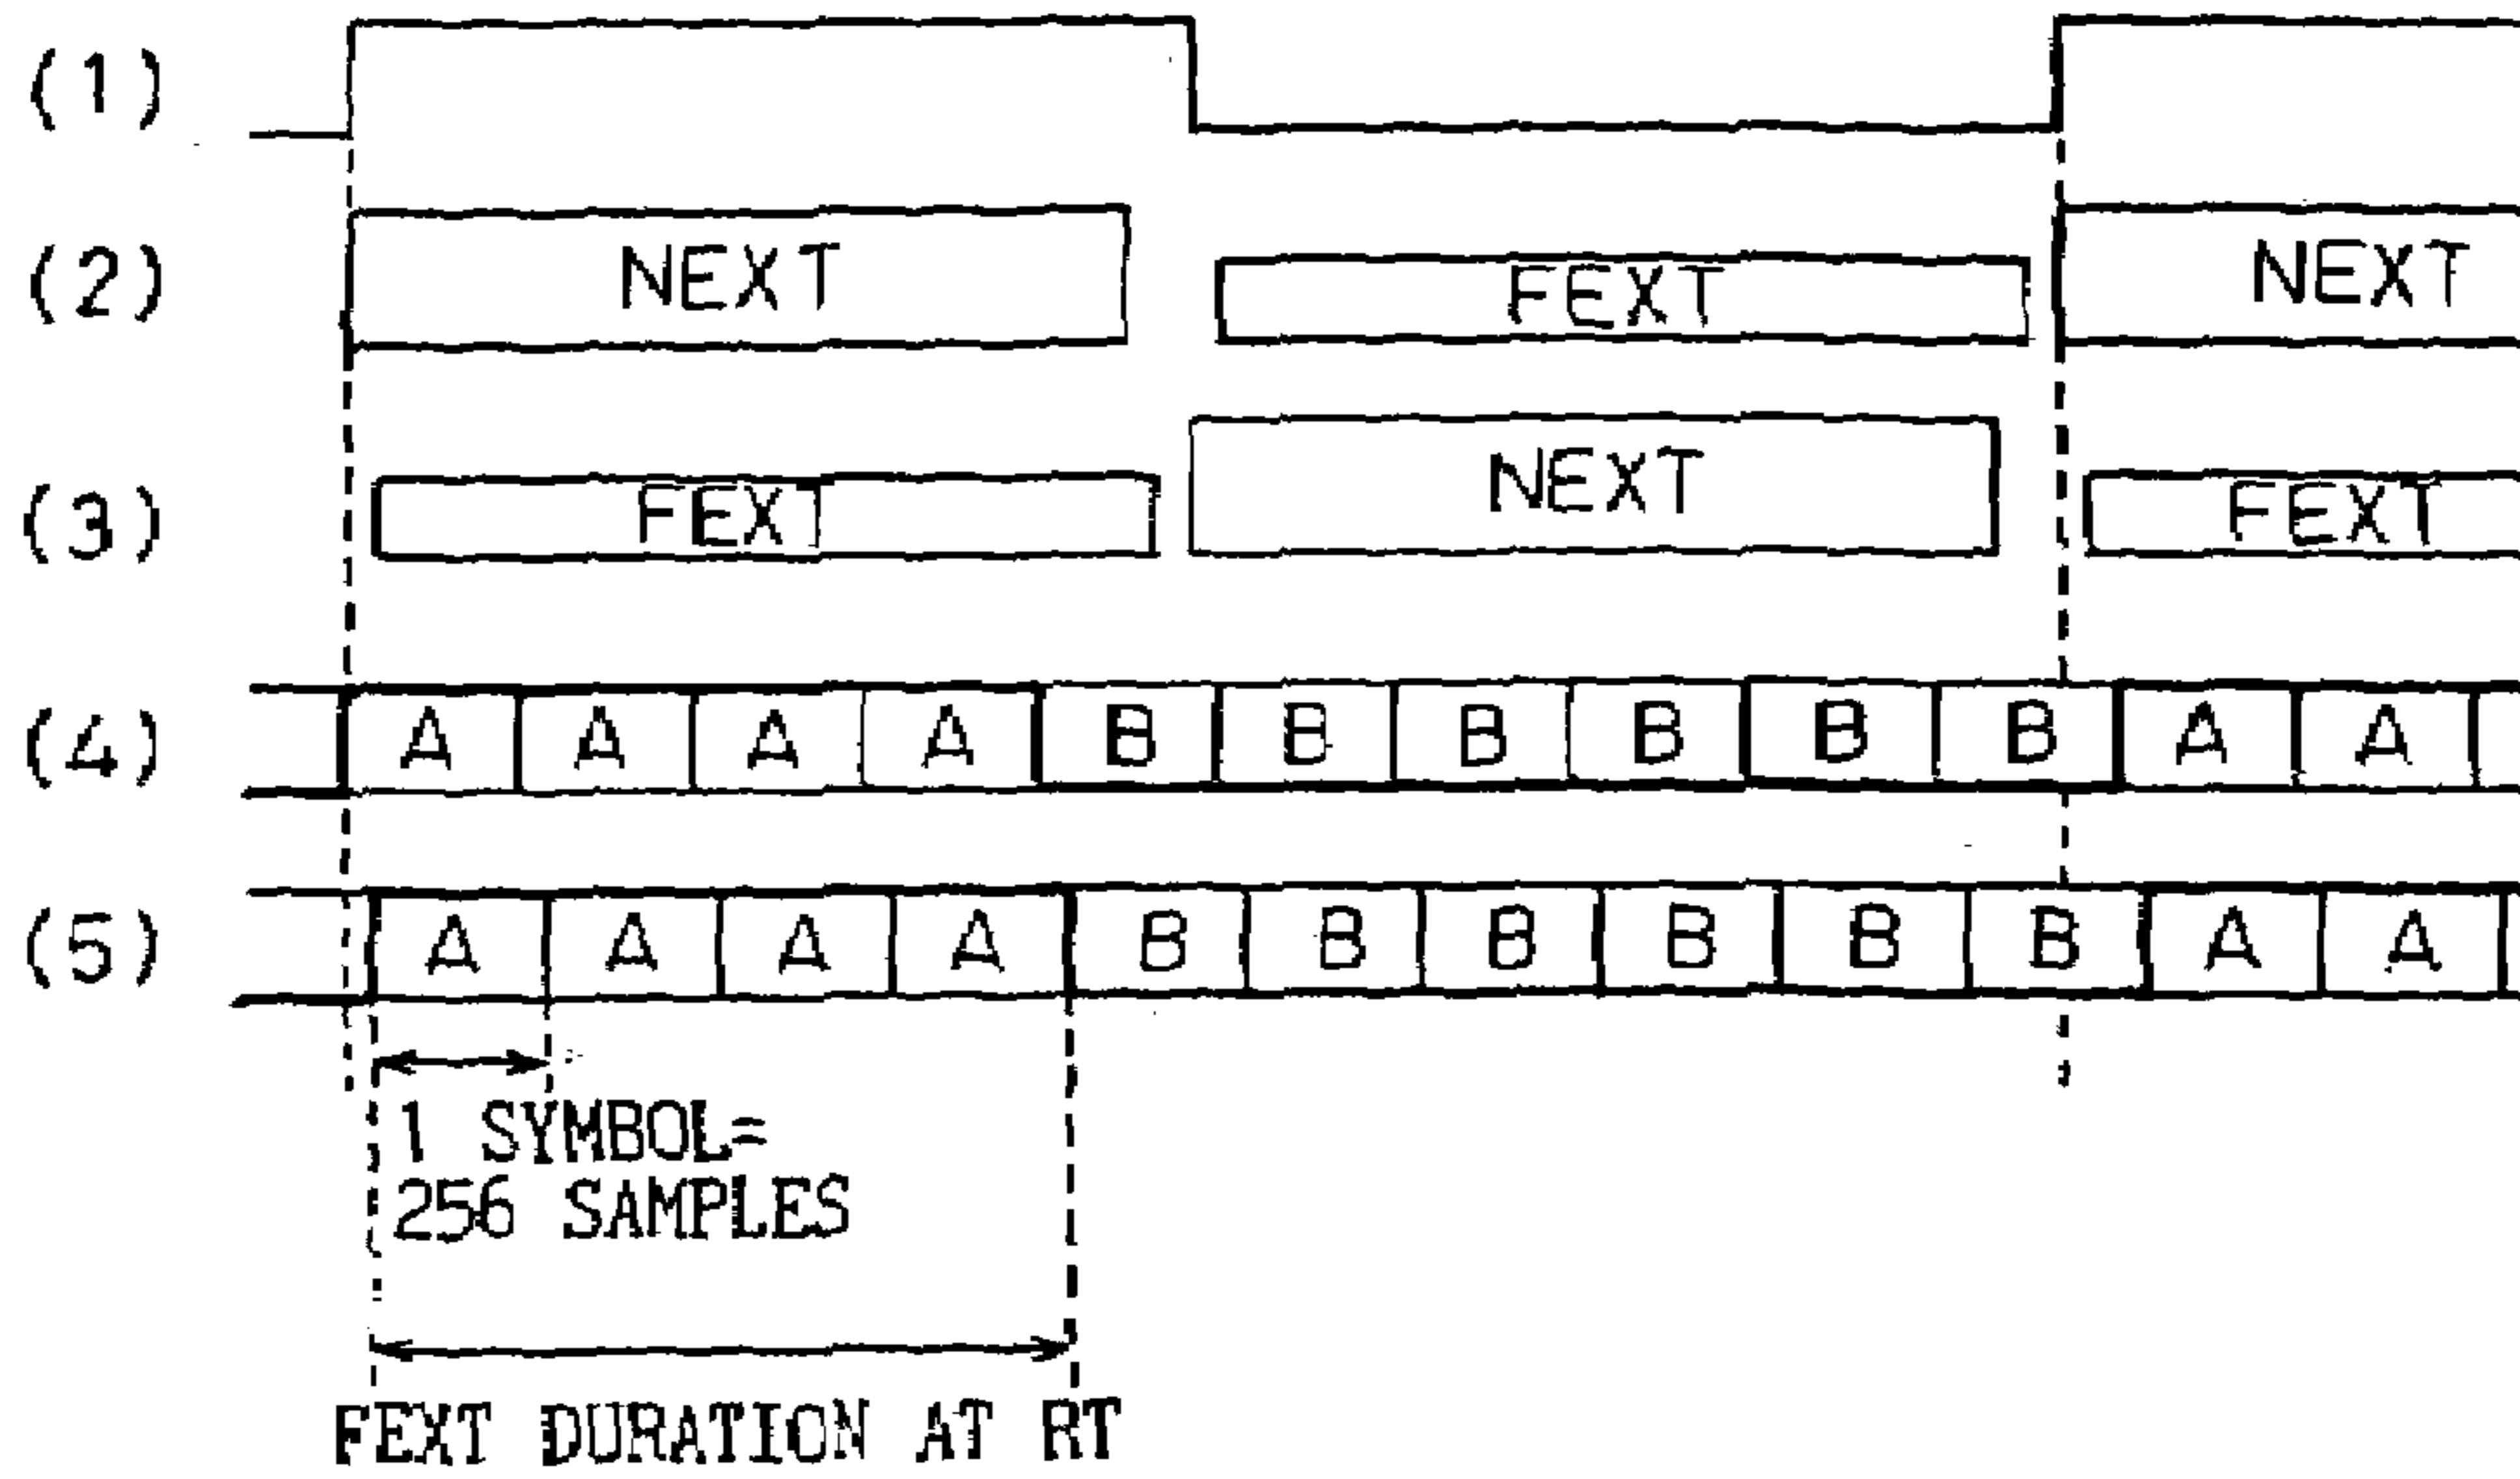 (1)
(2) NEXT FEXT NEXT
(3) FEXT NEXT FEXT
(4) A A A A B B B B B B A A
(5) A A A A B B B B B B A A
1 SYMBOL=
256 SAMPLES
FEXT DURATION AT RT